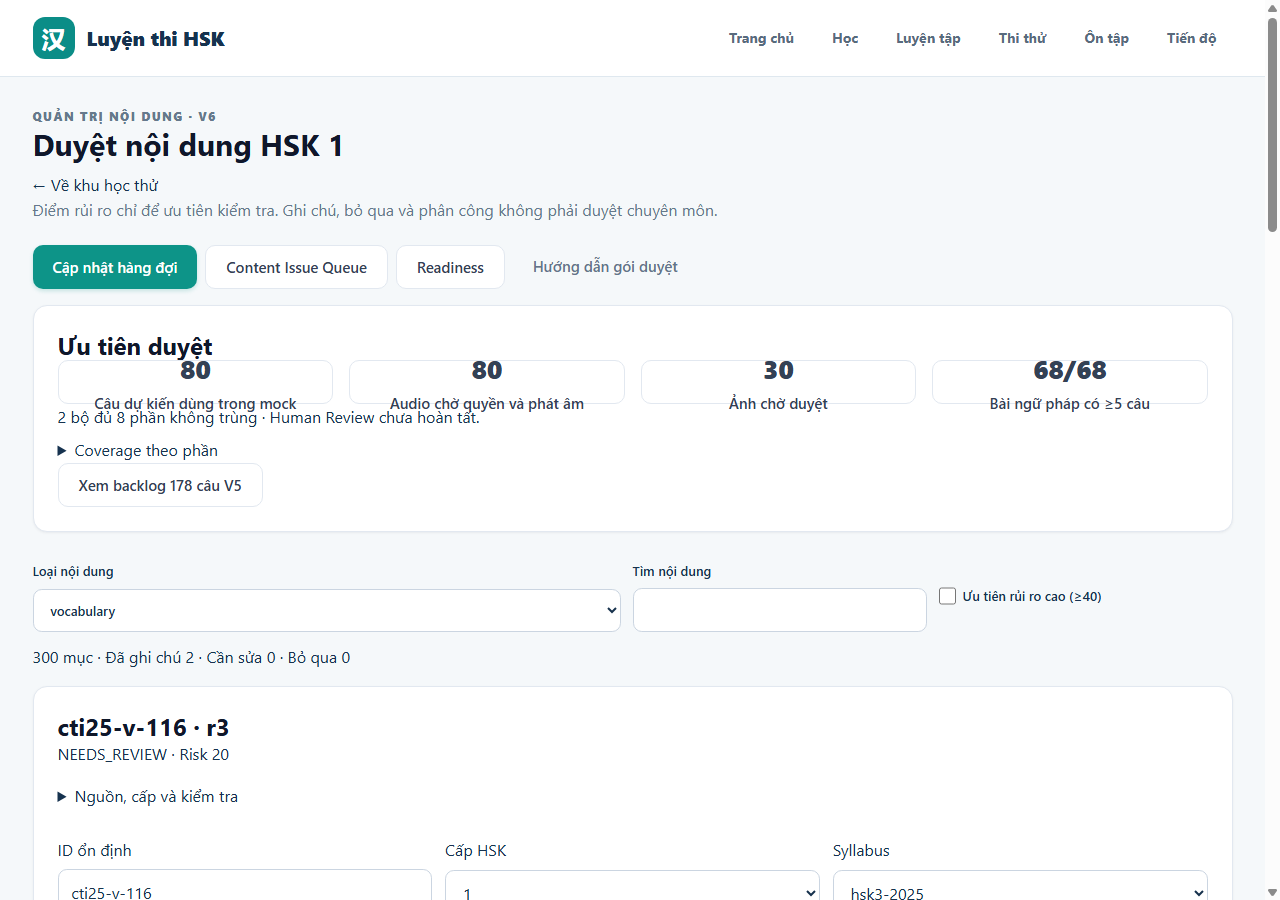 汉 Luyện thi HSK
Trang chủ Học Luyện tập Thi thử Ôn tập Tiến độ
QUẢN TRỊ NỘI DUNG · V6
Duyệt nội dung HSK 1
← Về khu học thử
Điểm rủi ro chỉ để ưu tiên kiểm tra. Ghi chú, bỏ qua và phân công không phải duyệt chuyên môn.
Cập nhật hàng đợi Content Issue Queue Readiness Hướng dẫn gói duyệt
Ưu tiên duyệt
80 80 30 68/68
Câu dự kiến dùng trong mock Audio chờ quyền và phát âm Ảnh chờ duyệt Bài ngữ pháp có ≥5 câu
2 bộ đủ 8 phần không trùng · Human Review chưa hoàn tất.
▶ Coverage theo phần
Xem backlog 178 câu V5
Loại nội dung Tìm nội dung
vocabulary Ưu tiên rủi ro cao (≥40)
300 mục · Đã ghi chú 2 · Cần sửa 0 · Bỏ qua 0
cti25-v-116 · r3
NEEDS_REVIEW · Risk 20
▶ Nguồn, cấp và kiểm tra
ID ổn định Cấp HSK Syllabus
cti25-v-116 1 hsk3-2025